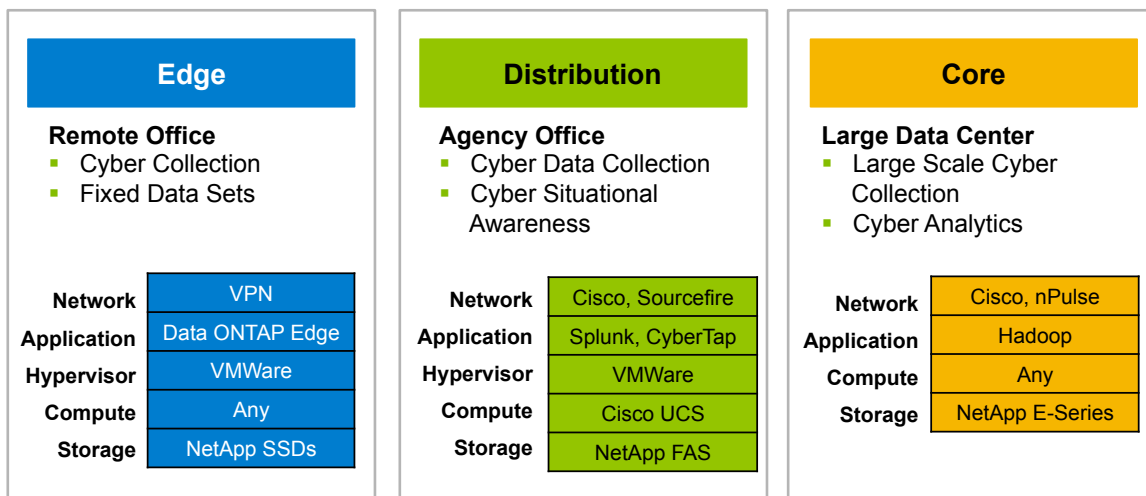 Edge
Remote Office
▪ Cyber Collection
▪ Fixed Data Sets
Network VPN
Application Data ONTAP Edge
Hypervisor VMWare
Compute Any
Storage NetApp SSDs
Distribution
Agency Office
▪ Cyber Data Collection
▪ Cyber Situational
Awareness
Network Cisco, Sourcefire
Application Splunk, CyberTap
Hypervisor VMWare
Compute Cisco UCS
Storage NetApp FAS
Core
Large Data Center
▪ Large Scale Cyber
Collection
▪ Cyber Analytics
Network Cisco, nPulse
Application Hadoop
Compute Any
Storage NetApp E-Series